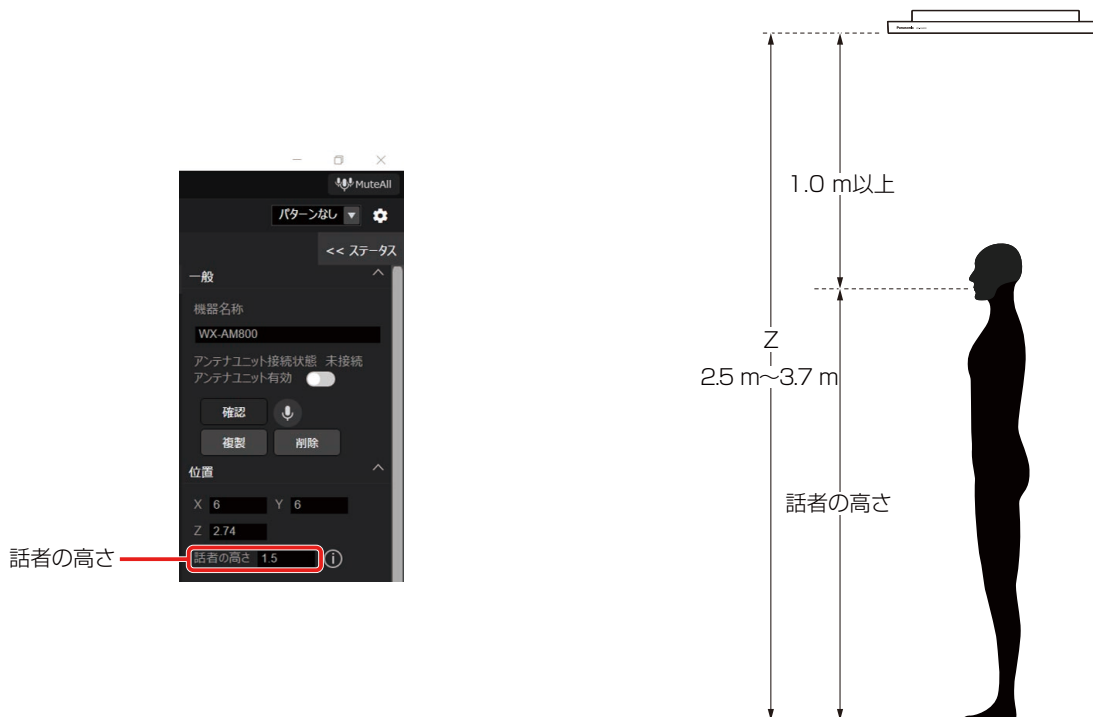 MuteAll
パターンなし
<< ステータス
一般
機器名称
WX-AM800
アンテナユニット接続状態 未接続
アンテナユニット有効
確認
複製 削除
位置
X 6 Y 6
Z 2.74
話者の高さ 1.5
話者の高さ
Panasonic
1.0 m以上
Z
2.5 m～3.7 m
話者の高さ